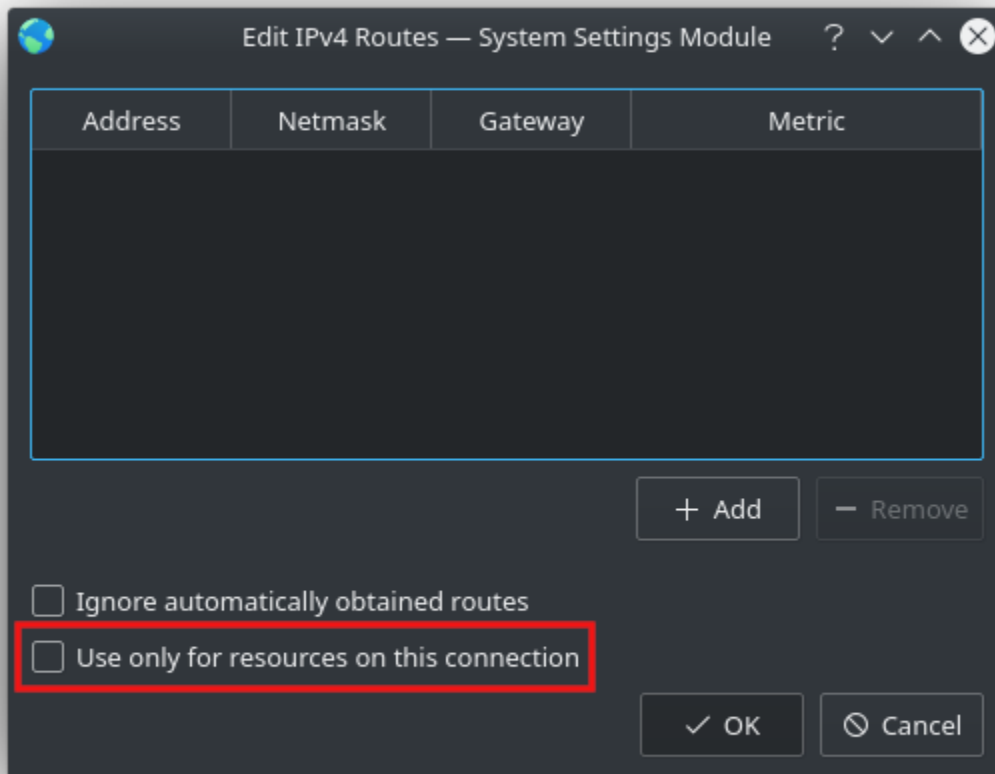 Edit IPv4 Routes — System Settings Module ?
Address Netmask Gateway Metric
+ Add − Remove
Ignore automatically obtained routes
Use only for resources on this connection
OK Cancel